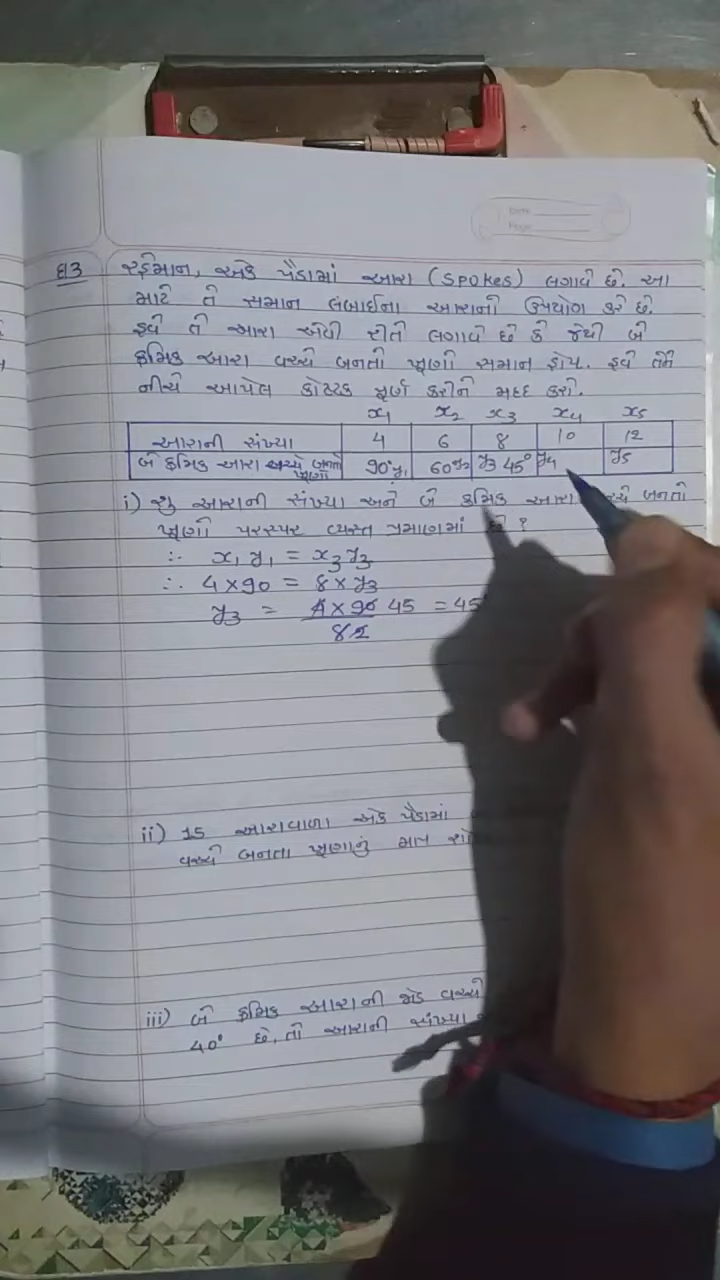 Date
Page
દા3 રહેમાન, એક પૈડામાં આરા (spokes) લગાવે છે. આ
માટે તે સમાન લંબાઈના આરાનો ઉપયોગ કરે છે.
હવે તે આરા એવી રીતે લગાવે છે કે જેથી બે
ક્રમિક આરા વચ્ચે બનતો ખૂણો સમાન હોય. હવે તેને
નીચે આપેલ કોષ્ટક પૂર્ણ કરીને મદદ કરો.
x1 x2 x3 x4 x5
આરાની સંખ્યા 4 6 8 10 12
બે ક્રમિક આરા વચ્ચે બનતો ખૂણો 90° y1 60° y2 y3 45° y4 y5
i) શું આરાની સંખ્યા અને બે ક્રમિક આરા વચ્ચે બનતો
ખૂણો પરસ્પર વ્યસ્ત પ્રમાણમાં છે?
∴ x1 y1 = x3 y3
∴ 4 × 90 = 8 × y3
y3 = 4 × 90 45 = 45°
8 2
ii) 15 આરાવાળા એક પૈડામાં
વચ્ચે બનતા ખૂણાનું માપ
iii) બે ક્રમિક આરાની જોડ વચ્ચે
40° છે, તો આરાની સંખ્યા